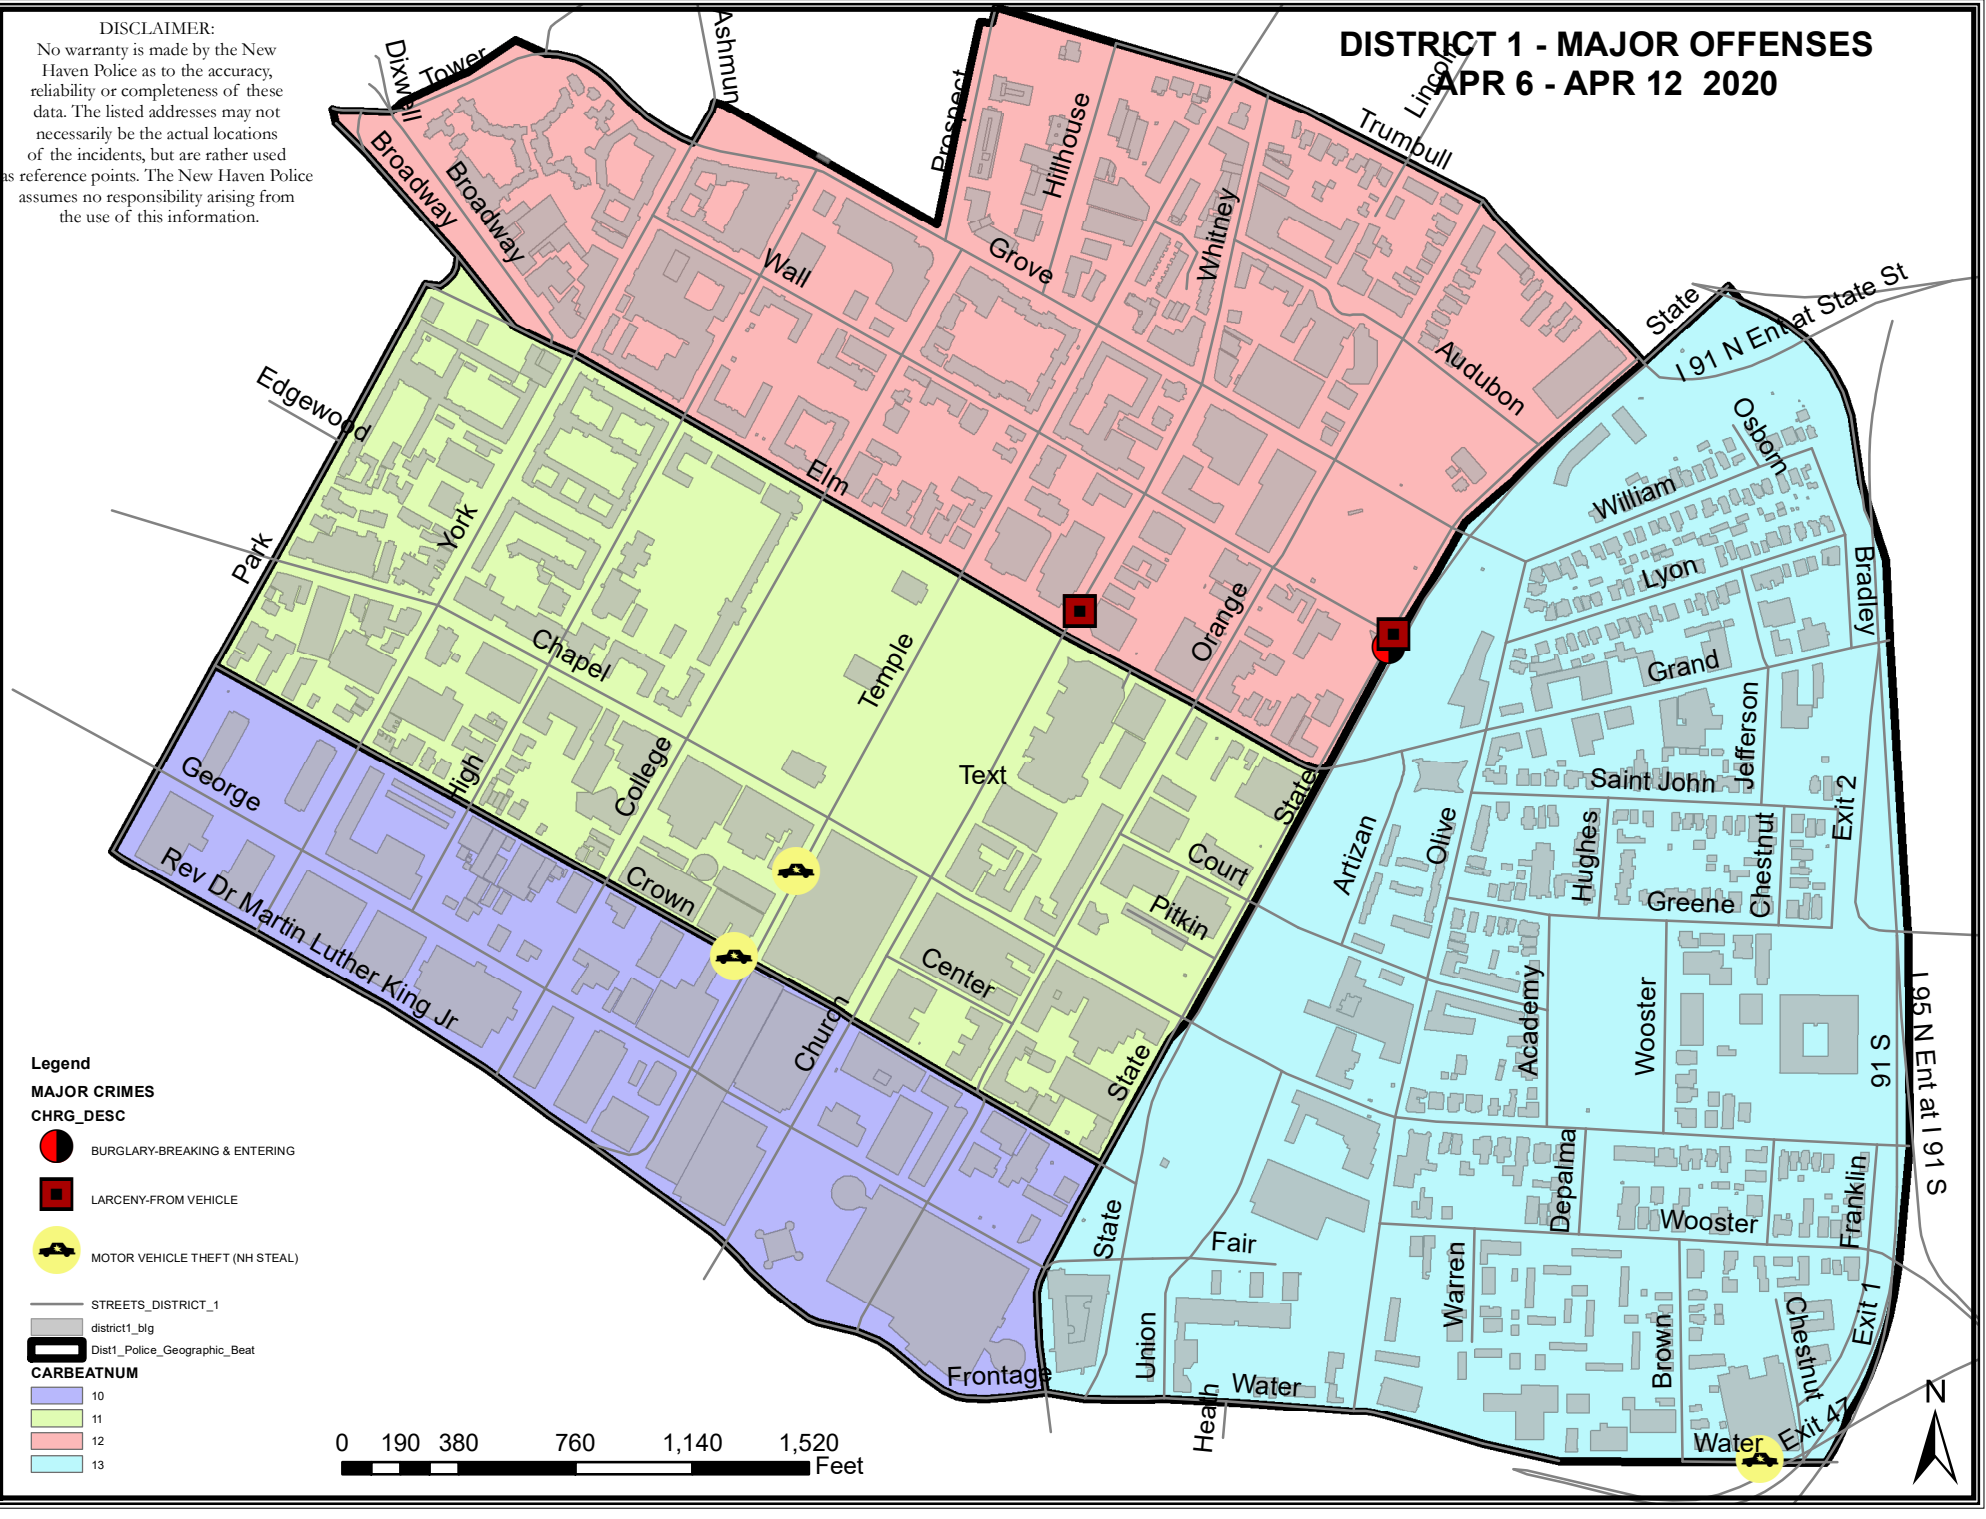 DISCLAIMER:
No warranty is made by the New
Haven Police as to the accuracy,
reliability or completeness of these
data. The listed addresses may not
necessarily be the actual locations
of the incidents, but are rather used
as reference points. The New Haven Police
assumes no responsibility arising from
the use of this information.
DISTRICT 1 - MAJOR OFFENSES
APR 6 - APR 12 2020
Dixwell
Tower
Ashmun
Prospect
Hillhouse
Lincoln
Trumbull
Broadway
Broadway
Wall
Grove
Whitney
State
I 91 N Ent at State St
Audubon
Edgewood
Elm
Osborn
William
Lyon
Bradley
Park
York
Chapel
Temple
Orange
Grand
Jefferson
Saint John
Text
State
George
High
College
Crown
Court
Pitkin
Artizan
Olive
Hughes
Greene
Chestnut
Exit 2
Rev Dr Martin Luther King Jr
Center
Church
State
Academy
Wooster
91 S
I 95 N Ent at I 91 S
Depalma
Wooster
Franklin
State
Fair
Warren
Union
Brown
Chestnut
Exit 1
Frontage
Heath
Water
Water
Exit 47
N
Legend
MAJOR CRIMES
CHRG_DESC
BURGLARY-BREAKING & ENTERING
LARCENY-FROM VEHICLE
MOTOR VEHICLE THEFT (NH STEAL)
STREETS_DISTRICT_1
district1_blg
Dist1_Police_Geographic_Beat
CARBEATNUM
10
11
12
13
0 190 380 760 1,140 1,520
Feet